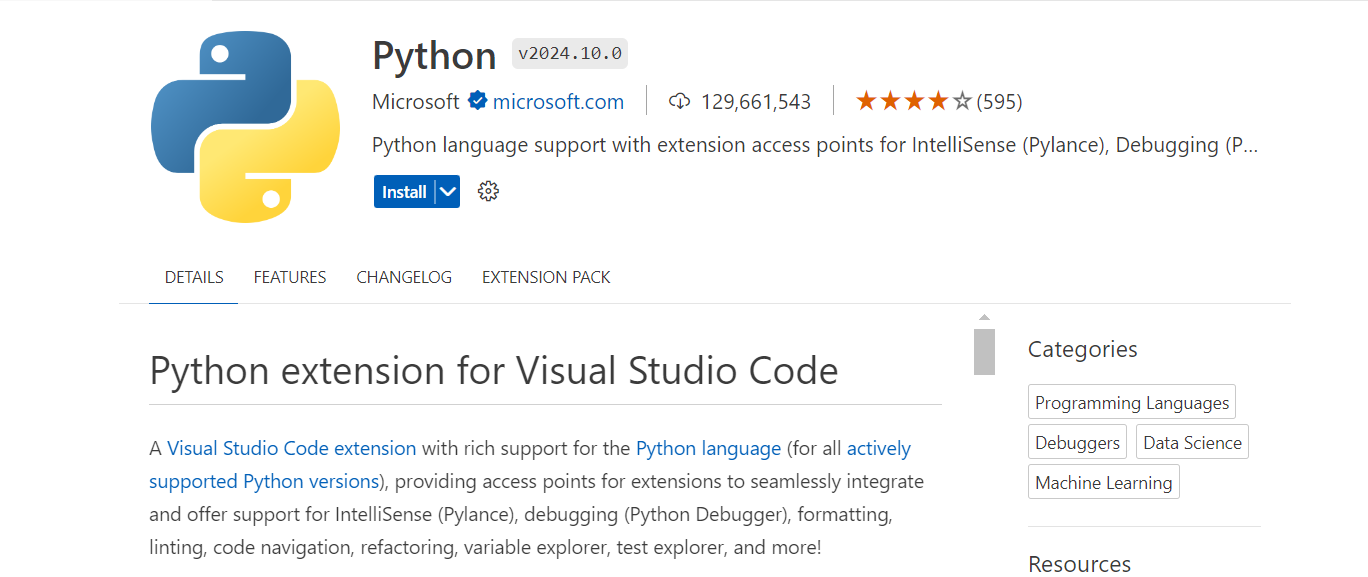 Python v2024.10.0
Microsoft microsoft.com 129,661,543 (595)
Python language support with extension access points for IntelliSense (Pylance), Debugging (P...
Install
DETAILS FEATURES CHANGELOG EXTENSION PACK
Python extension for Visual Studio Code
A Visual Studio Code extension with rich support for the Python language (for all actively
supported Python versions), providing access points for extensions to seamlessly integrate
and offer support for IntelliSense (Pylance), debugging (Python Debugger), formatting,
linting, code navigation, refactoring, variable explorer, test explorer, and more!
Categories
Programming Languages
Debuggers Data Science
Machine Learning
Resources